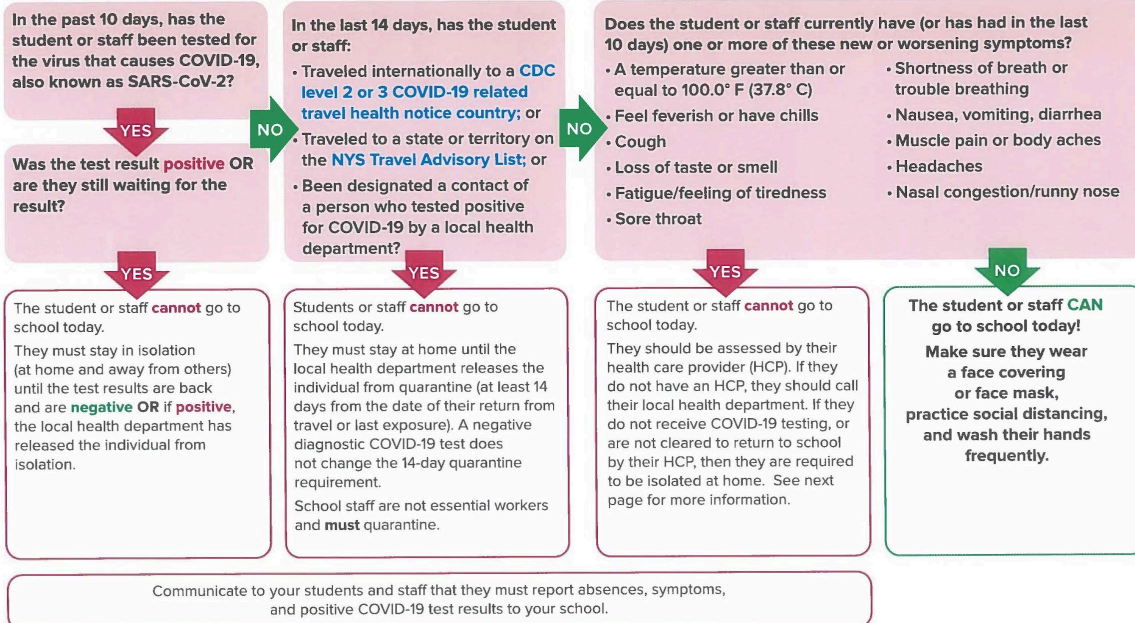 In the past 10 days, has the
student or staff been tested for
the virus that causes COVID-19,
also known as SARS-CoV-2?
YES
Was the test result positive OR
are they still waiting for the
result?
YES
The student or staff cannot go to
school today.
They must stay in isolation
(at home and away from others)
until the test results are back
and are negative OR if positive,
the local health department has
released the individual from
isolation.
NO
In the last 14 days, has the student
or staff:
• Traveled internationally to a CDC
level 2 or 3 COVID-19 related
travel health notice country; or
• Traveled to a state or territory on
the NYS Travel Advisory List; or
• Been designated a contact of
a person who tested positive
for COVID-19 by a local health
department?
YES
Students or staff cannot go to
school today.
They must stay at home until the
local health department releases the
individual from quarantine (at least 14
days from the date of their return from
travel or last exposure). A negative
diagnostic COVID-19 test does
not change the 14-day quarantine
requirement.
School staff are not essential workers
and must quarantine.
NO
Does the student or staff currently have (or has had in the last
10 days) one or more of these new or worsening symptoms?
• A temperature greater than or
equal to 100.0° F (37.8° C)
• Feel feverish or have chills
• Cough
• Loss of taste or smell
• Fatigue/feeling of tiredness
• Sore throat
• Shortness of breath or
trouble breathing
• Nausea, vomiting, diarrhea
• Muscle pain or body aches
• Headaches
• Nasal congestion/runny nose
YES
The student or staff cannot go to
school today.
They should be assessed by their
health care provider (HCP). If they
do not have an HCP, they should call
their local health department. If they
do not receive COVID-19 testing, or
are not cleared to return to school
by their HCP, then they are required
to be isolated at home. See next
page for more information.
NO
The student or staff CAN
go to school today!
Make sure they wear
a face covering
or face mask,
practice social distancing,
and wash their hands
frequently.
Communicate to your students and staff that they must report absences, symptoms,
and positive COVID-19 test results to your school.